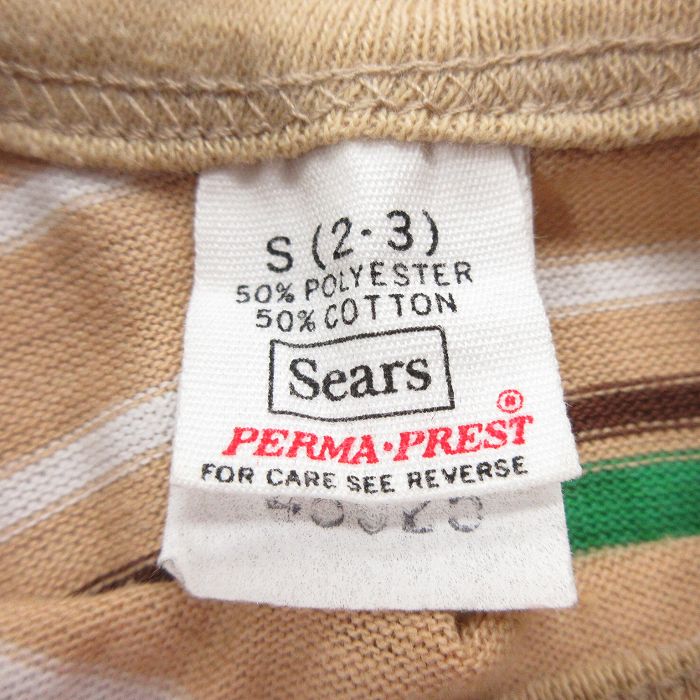 S (2·3)
50% POLYESTER
50% COTTON
Sears
PERMA·PREST®
FOR CARE SEE REVERSE